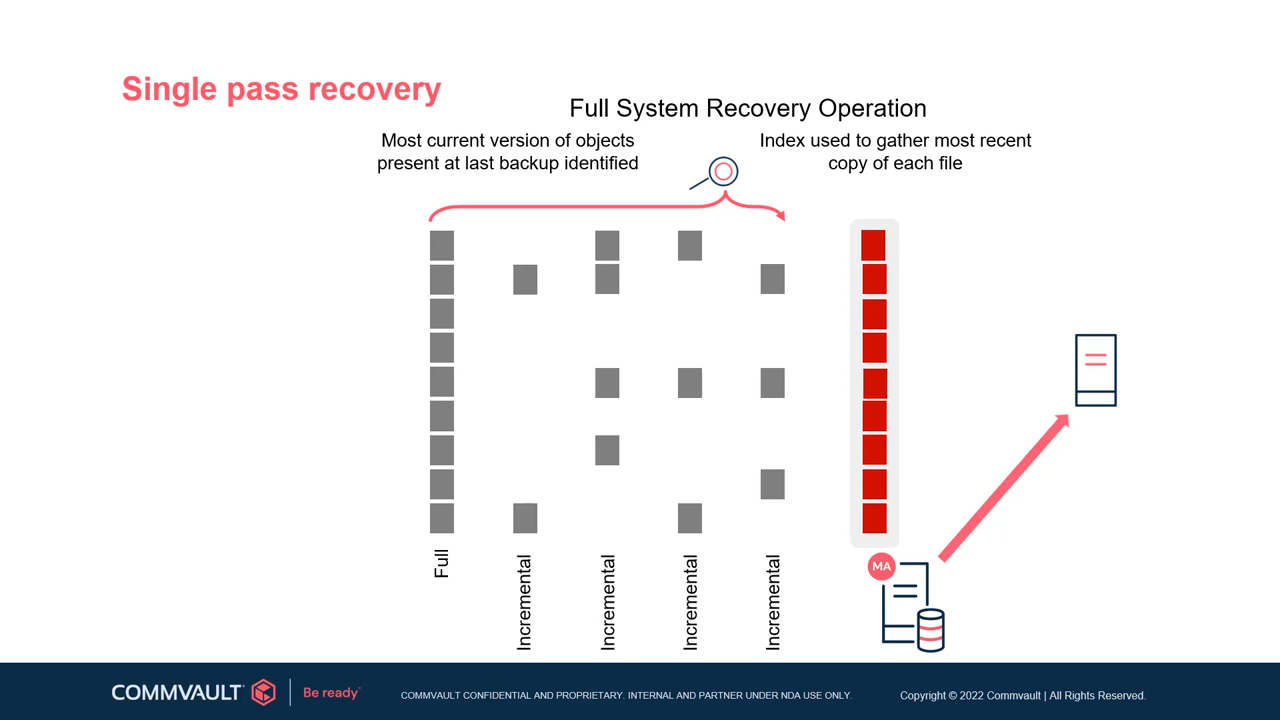 Single pass recovery
Full System Recovery Operation
Most current version of objects
present at last backup identified
Index used to gather most recent
copy of each file
Full
Incremental
Incremental
Incremental
Incremental
MA
COMMVAULT
Be ready
COMMVAULT CONFIDENTIAL AND PROPRIETARY. INTERNAL AND PARTNER UNDER NDA USE ONLY.
Copyright © 2022 Commvault | All Rights Reserved.